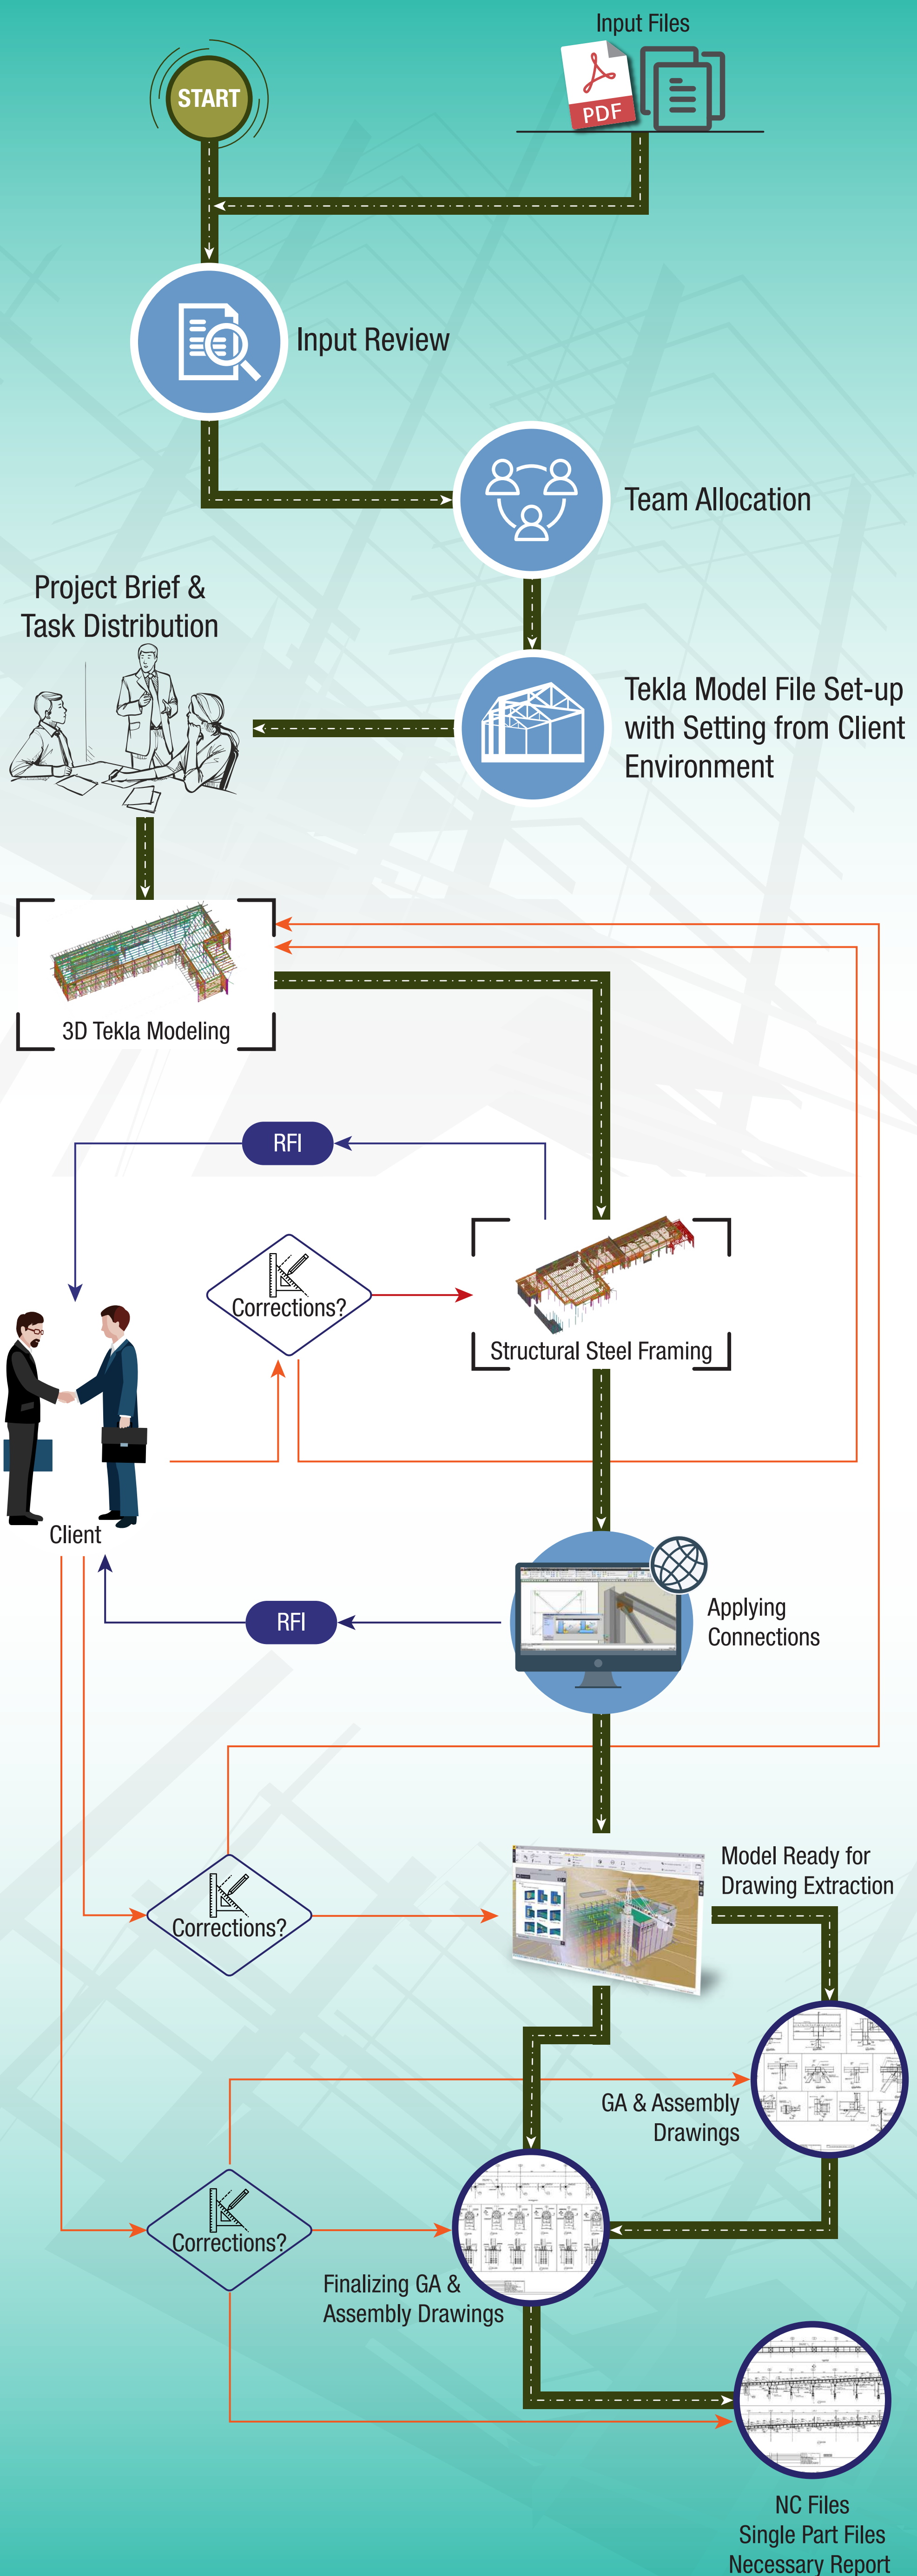 Input Files
START
PDF
Input Review
Team Allocation
Project Brief &
Task Distribution
Tekla Model File Set-up
with Setting from Client
Environment
3D Tekla Modeling
RFI
Corrections?
Structural Steel Framing
Client
RFI
Applying
Connections
Model Ready for
Drawing Extraction
Corrections?
GA & Assembly
Drawings
Corrections?
Finalizing GA &
Assembly Drawings
NC Files
Single Part Files
Necessary Report